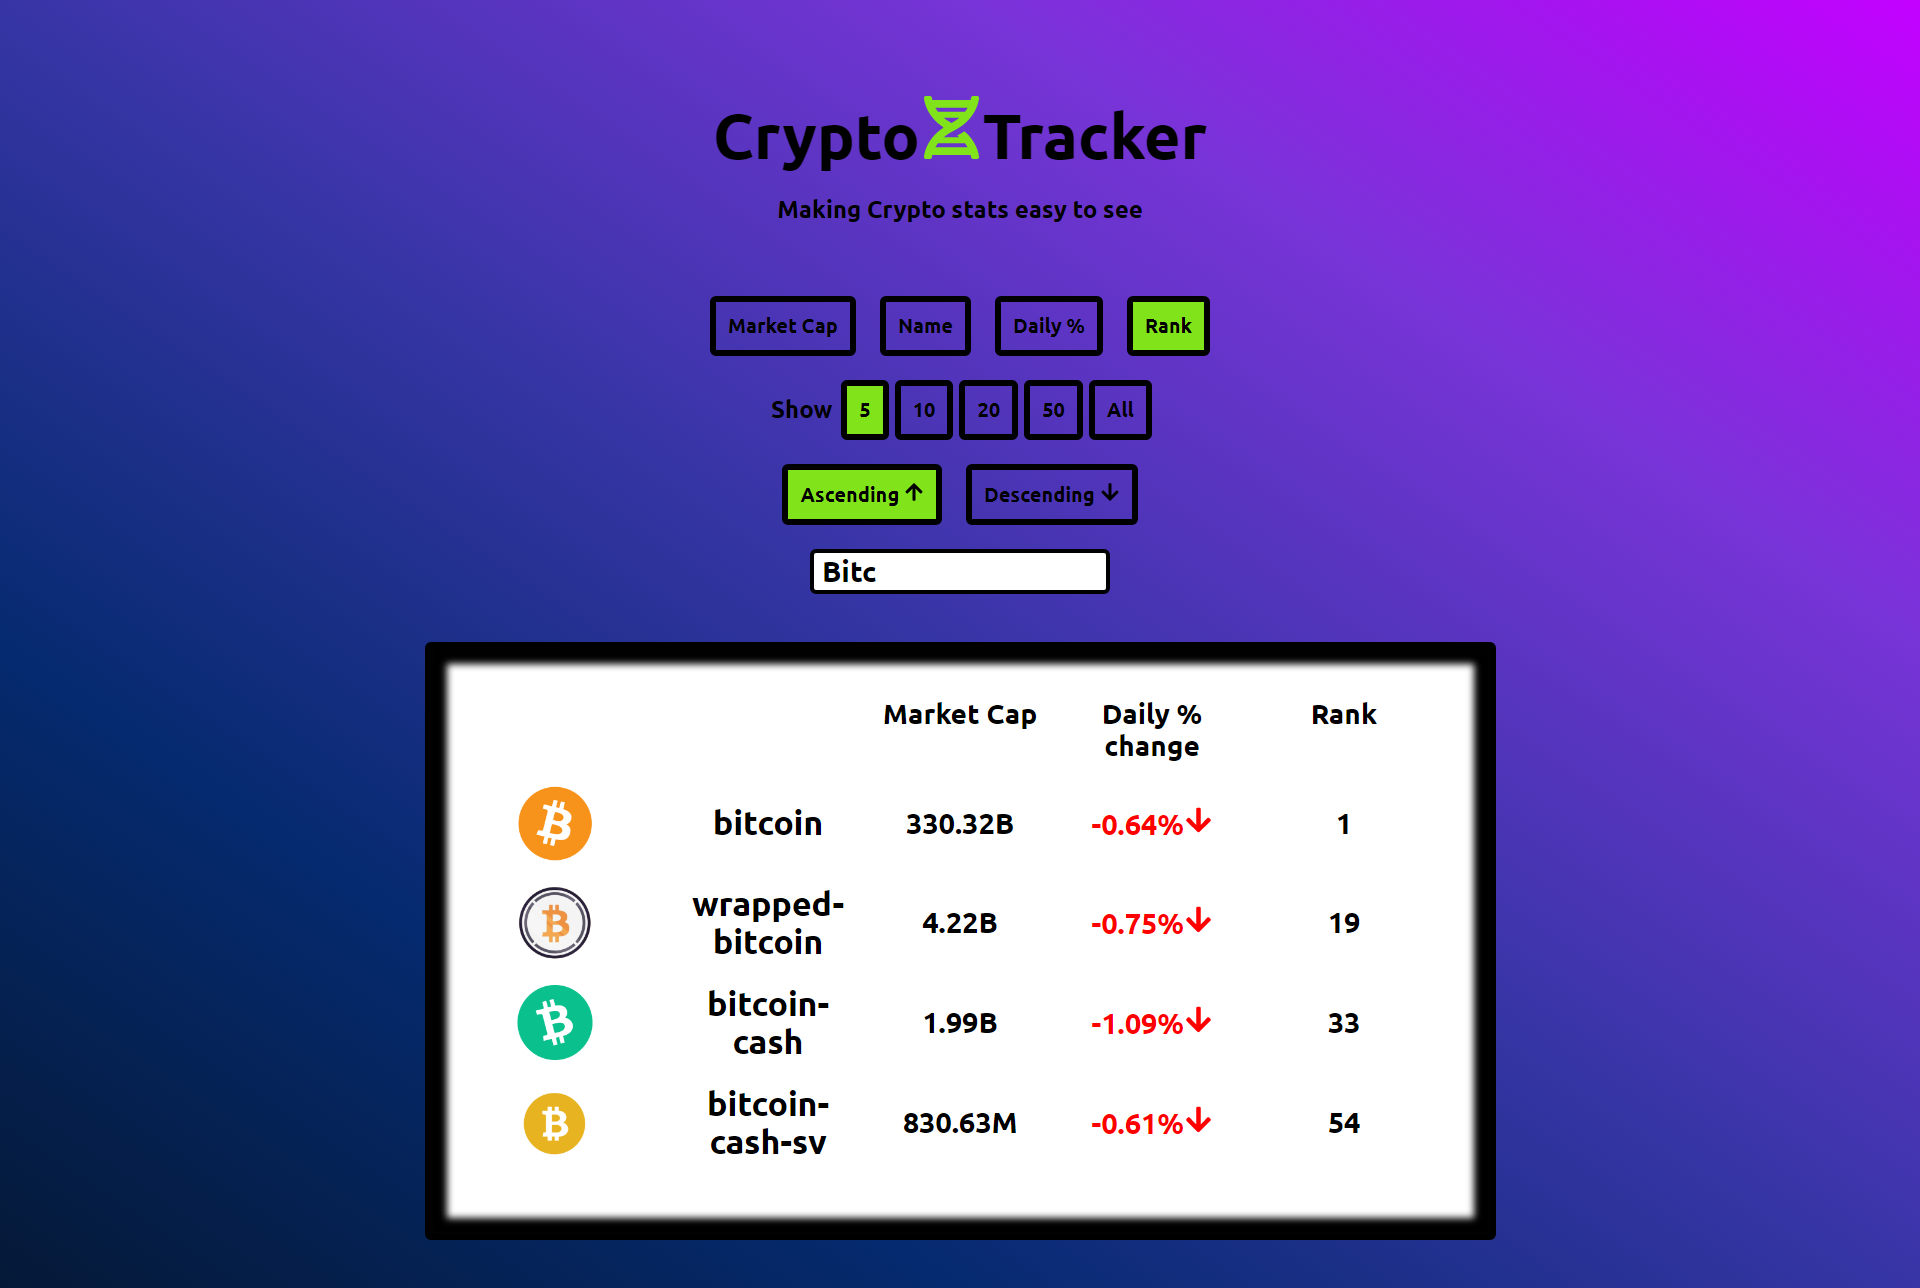 Crypto Tracker
Making Crypto stats easy to see
Market Cap Name Daily % Rank
Show 5 10 20 50 All
Ascending ↑ Descending ↓
Bitc
Market Cap Daily % Rank
change
bitcoin 330.32B -0.64%↓ 1
wrapped-
bitcoin 4.22B -0.75%↓ 19
bitcoin-
cash 1.99B -1.09%↓ 33
bitcoin-
cash-sv 830.63M -0.61%↓ 54